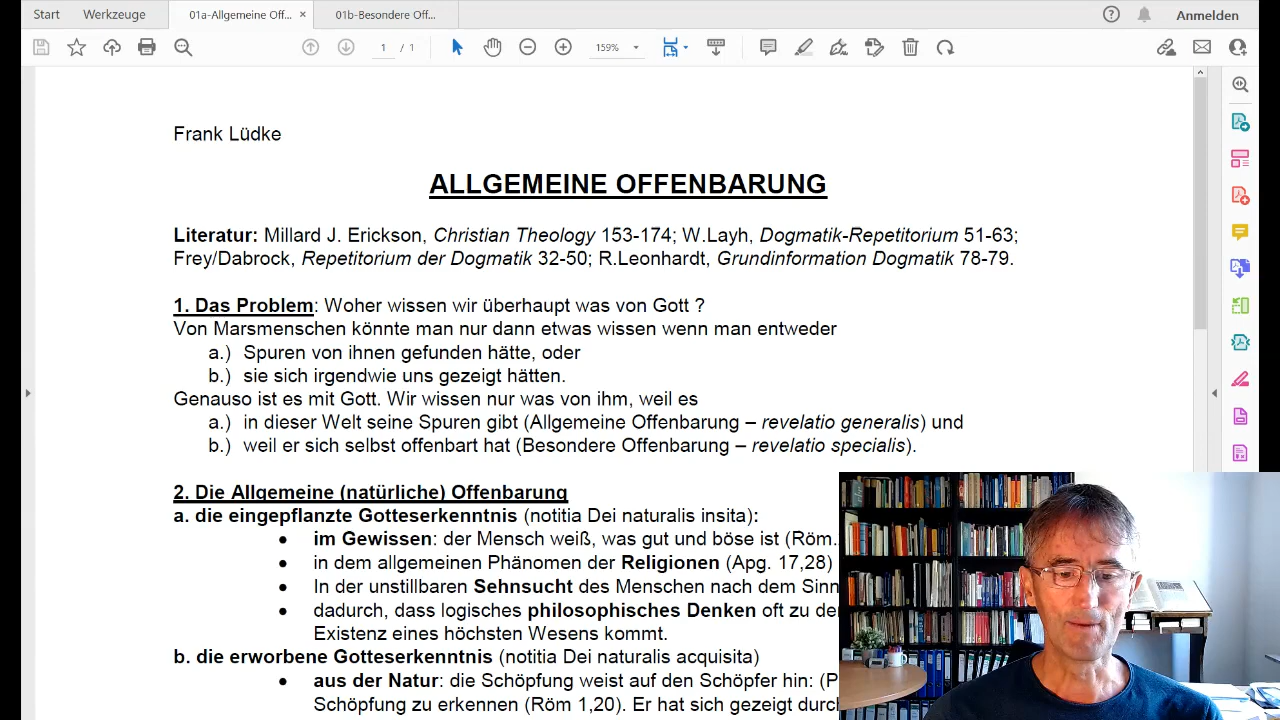 Start Werkzeuge 01a-Allgemeine Off... × 01b-Besondere Off... Anmelden
1 / 1 159%
Frank Lüdke
ALLGEMEINE OFFENBARUNG
Literatur: Millard J. Erickson, Christian Theology 153-174; W.Layh, Dogmatik-Repetitorium 51-63;
Frey/Dabrock, Repetitorium der Dogmatik 32-50; R.Leonhardt, Grundinformation Dogmatik 78-79.
1. Das Problem: Woher wissen wir überhaupt was von Gott ?
Von Marsmenschen könnte man nur dann etwas wissen wenn man entweder
a.) Spuren von ihnen gefunden hätte, oder
b.) sie sich irgendwie uns gezeigt hätten.
Genauso ist es mit Gott. Wir wissen nur was von ihm, weil es
a.) in dieser Welt seine Spuren gibt (Allgemeine Offenbarung – revelatio generalis) und
b.) weil er sich selbst offenbart hat (Besondere Offenbarung – revelatio specialis).
2. Die Allgemeine (natürliche) Offenbarung
a. die eingepflanzte Gotteserkenntnis (notitia Dei naturalis insita):
• im Gewissen: der Mensch weiß, was gut und böse ist (Röm.
• in dem allgemeinen Phänomen der Religionen (Apg. 17,28)
• In der unstillbaren Sehnsucht des Menschen nach dem Sinn
• dadurch, dass logisches philosophisches Denken oft zu de
Existenz eines höchsten Wesens kommt.
b. die erworbene Gotteserkenntnis (notitia Dei naturalis acquisita)
• aus der Natur: die Schöpfung weist auf den Schöpfer hin: (P
Schöpfung zu erkennen (Röm 1,20). Er hat sich gezeigt durc